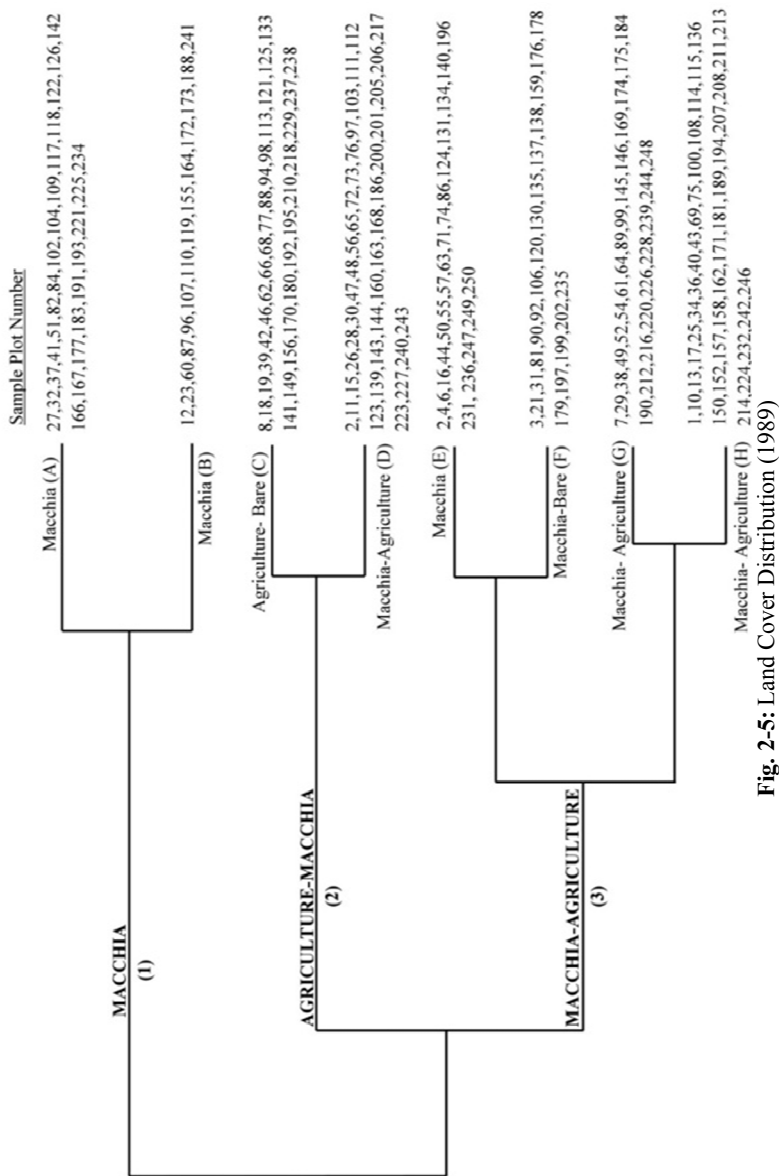 Sample Plot Number
Macchia (A)
27,32,37,41,51,82,84,102,104,109,117,118,122,126,142
166,167,177,183,191,193,221,225,234
MACCHIA
(1)
12,23,60,87,96,107,110,119,155,164,172,173,188,241
Macchia (B)
Agriculture- Bare (C)
8,18,19,39,42,46,62,66,68,77,88,94,98,113,121,125,133
141,149,156,170,180,192,195,210,218,229,237,238
AGRICULTURE-MACCHIA
(2)
2,11,15,26,28,30,47,48,56,65,72,73,76,97,103,111,112
Macchia-Agriculture (D)
123,139,143,144,160,163,168,186,200,201,205,206,217
223,227,240,243
Macchia (E)
2,4,6,16,44,50,55,57,63,71,74,86,124,131,134,140,196
231, 236,247,249,250
3,21,31,81,90,92,106,120,130,135,137,138,159,176,178
Macchia-Bare (F)
179,197,199,202,235
MACCHIA-AGRICULTURE
(3)
Macchia- Agriculture (G)
7,29,38,49,52,54,61,64,89,99,145,146,169,174,175,184
190,212,216,220,226,228,239,244,248
1,10,13,17,25,34,36,40,43,69,75,100,108,114,115,136
Macchia- Agriculture (H)
150,152,157,158,162,171,181,189,194,207,208,211,213
214,224,232,242,246
Fig. 2-5: Land Cover Distribution (1989)